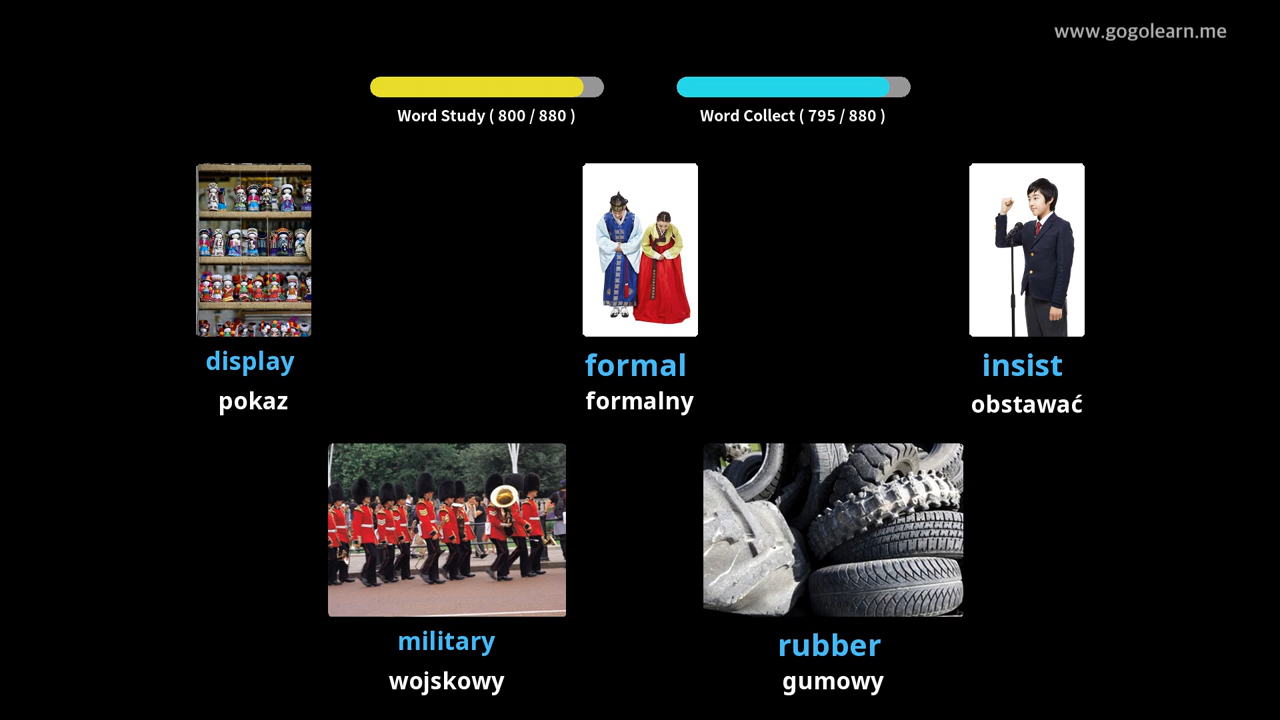 www.gogolearn.me
Word Study ( 800 / 880 )
Word Collect ( 795 / 880 )
display
formal
insist
pokaz
formalny
obstawać
military
rubber
wojskowy
gumowy